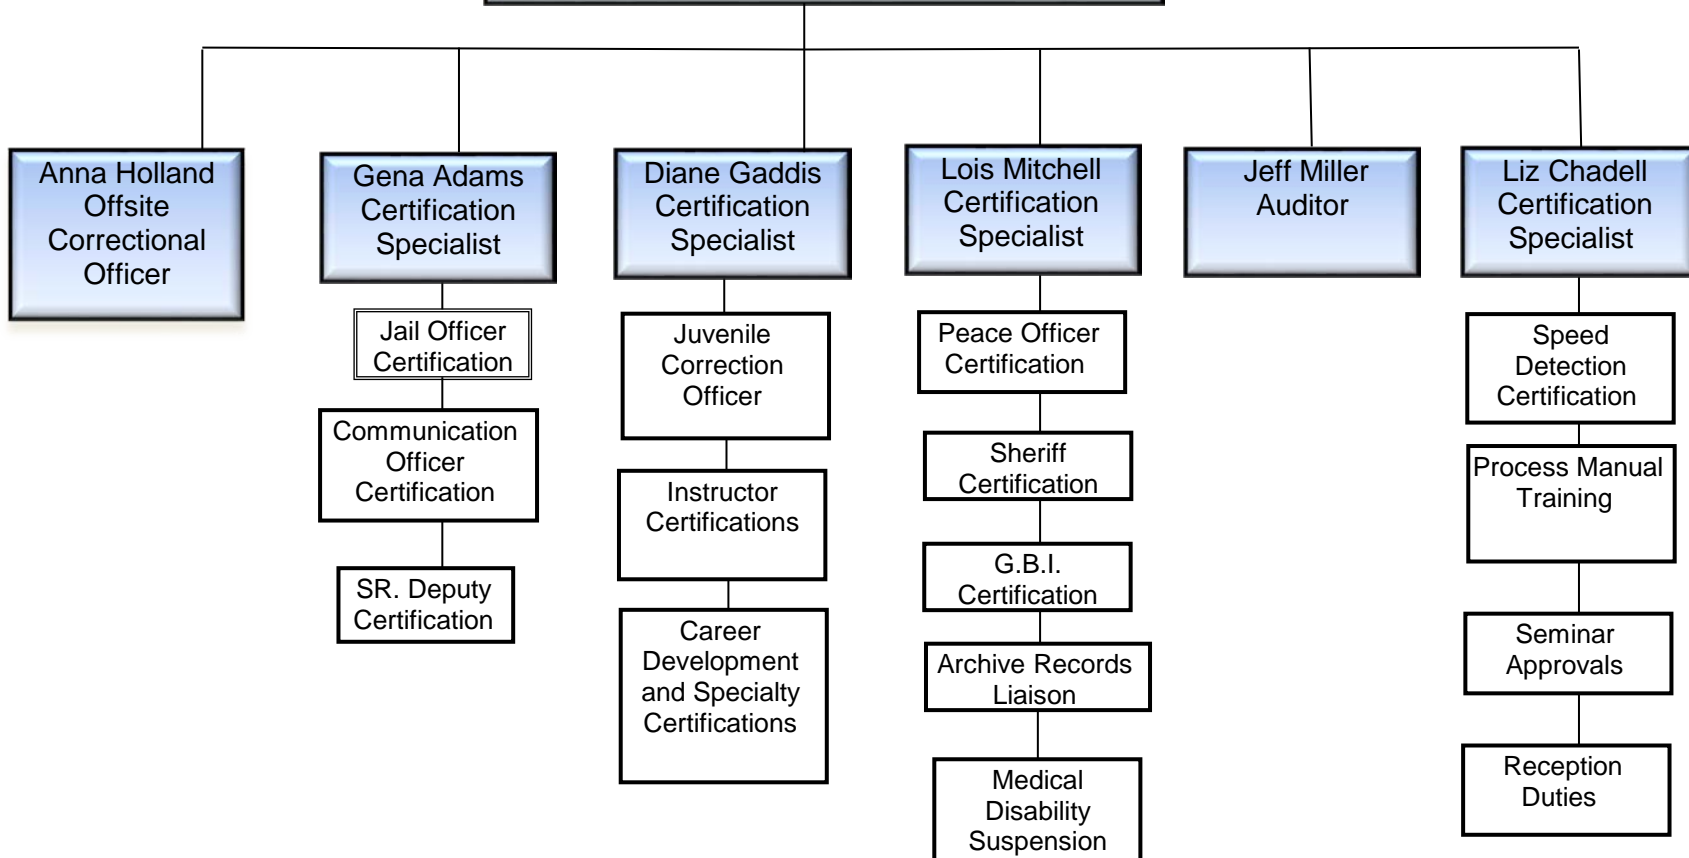 Anna Holland
Offsite
Correctional
Officer
Gena Adams
Certification
Specialist
Diane Gaddis
Certification
Specialist
Lois Mitchell
Certification
Specialist
Jeff Miller
Auditor
Liz Chadell
Certification
Specialist
Jail Officer
Certification
Communication
Officer
Certification
SR. Deputy
Certification
Juvenile
Correction
Officer
Instructor
Certifications
Career
Development
and Specialty
Certifications
Peace Officer
Certification
Sheriff
Certification
G.B.I.
Certification
Archive Records
Liaison
Medical
Disability
Suspension
Speed
Detection
Certification
Process Manual
Training
Seminar
Approvals
Reception
Duties